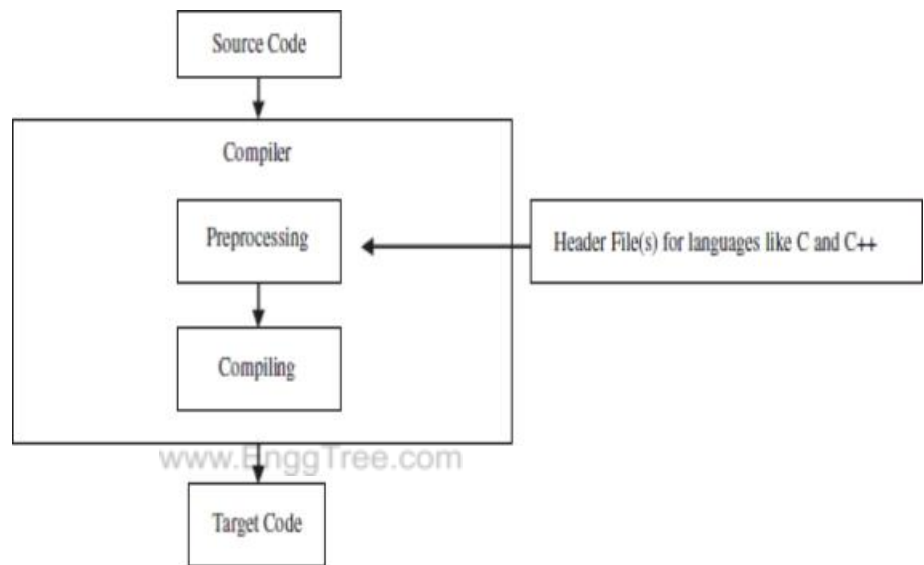 Source Code
Compiler
Preprocessing
Header File(s) for languages like C and C++
Compiling
www.EnggTree.com
Target Code